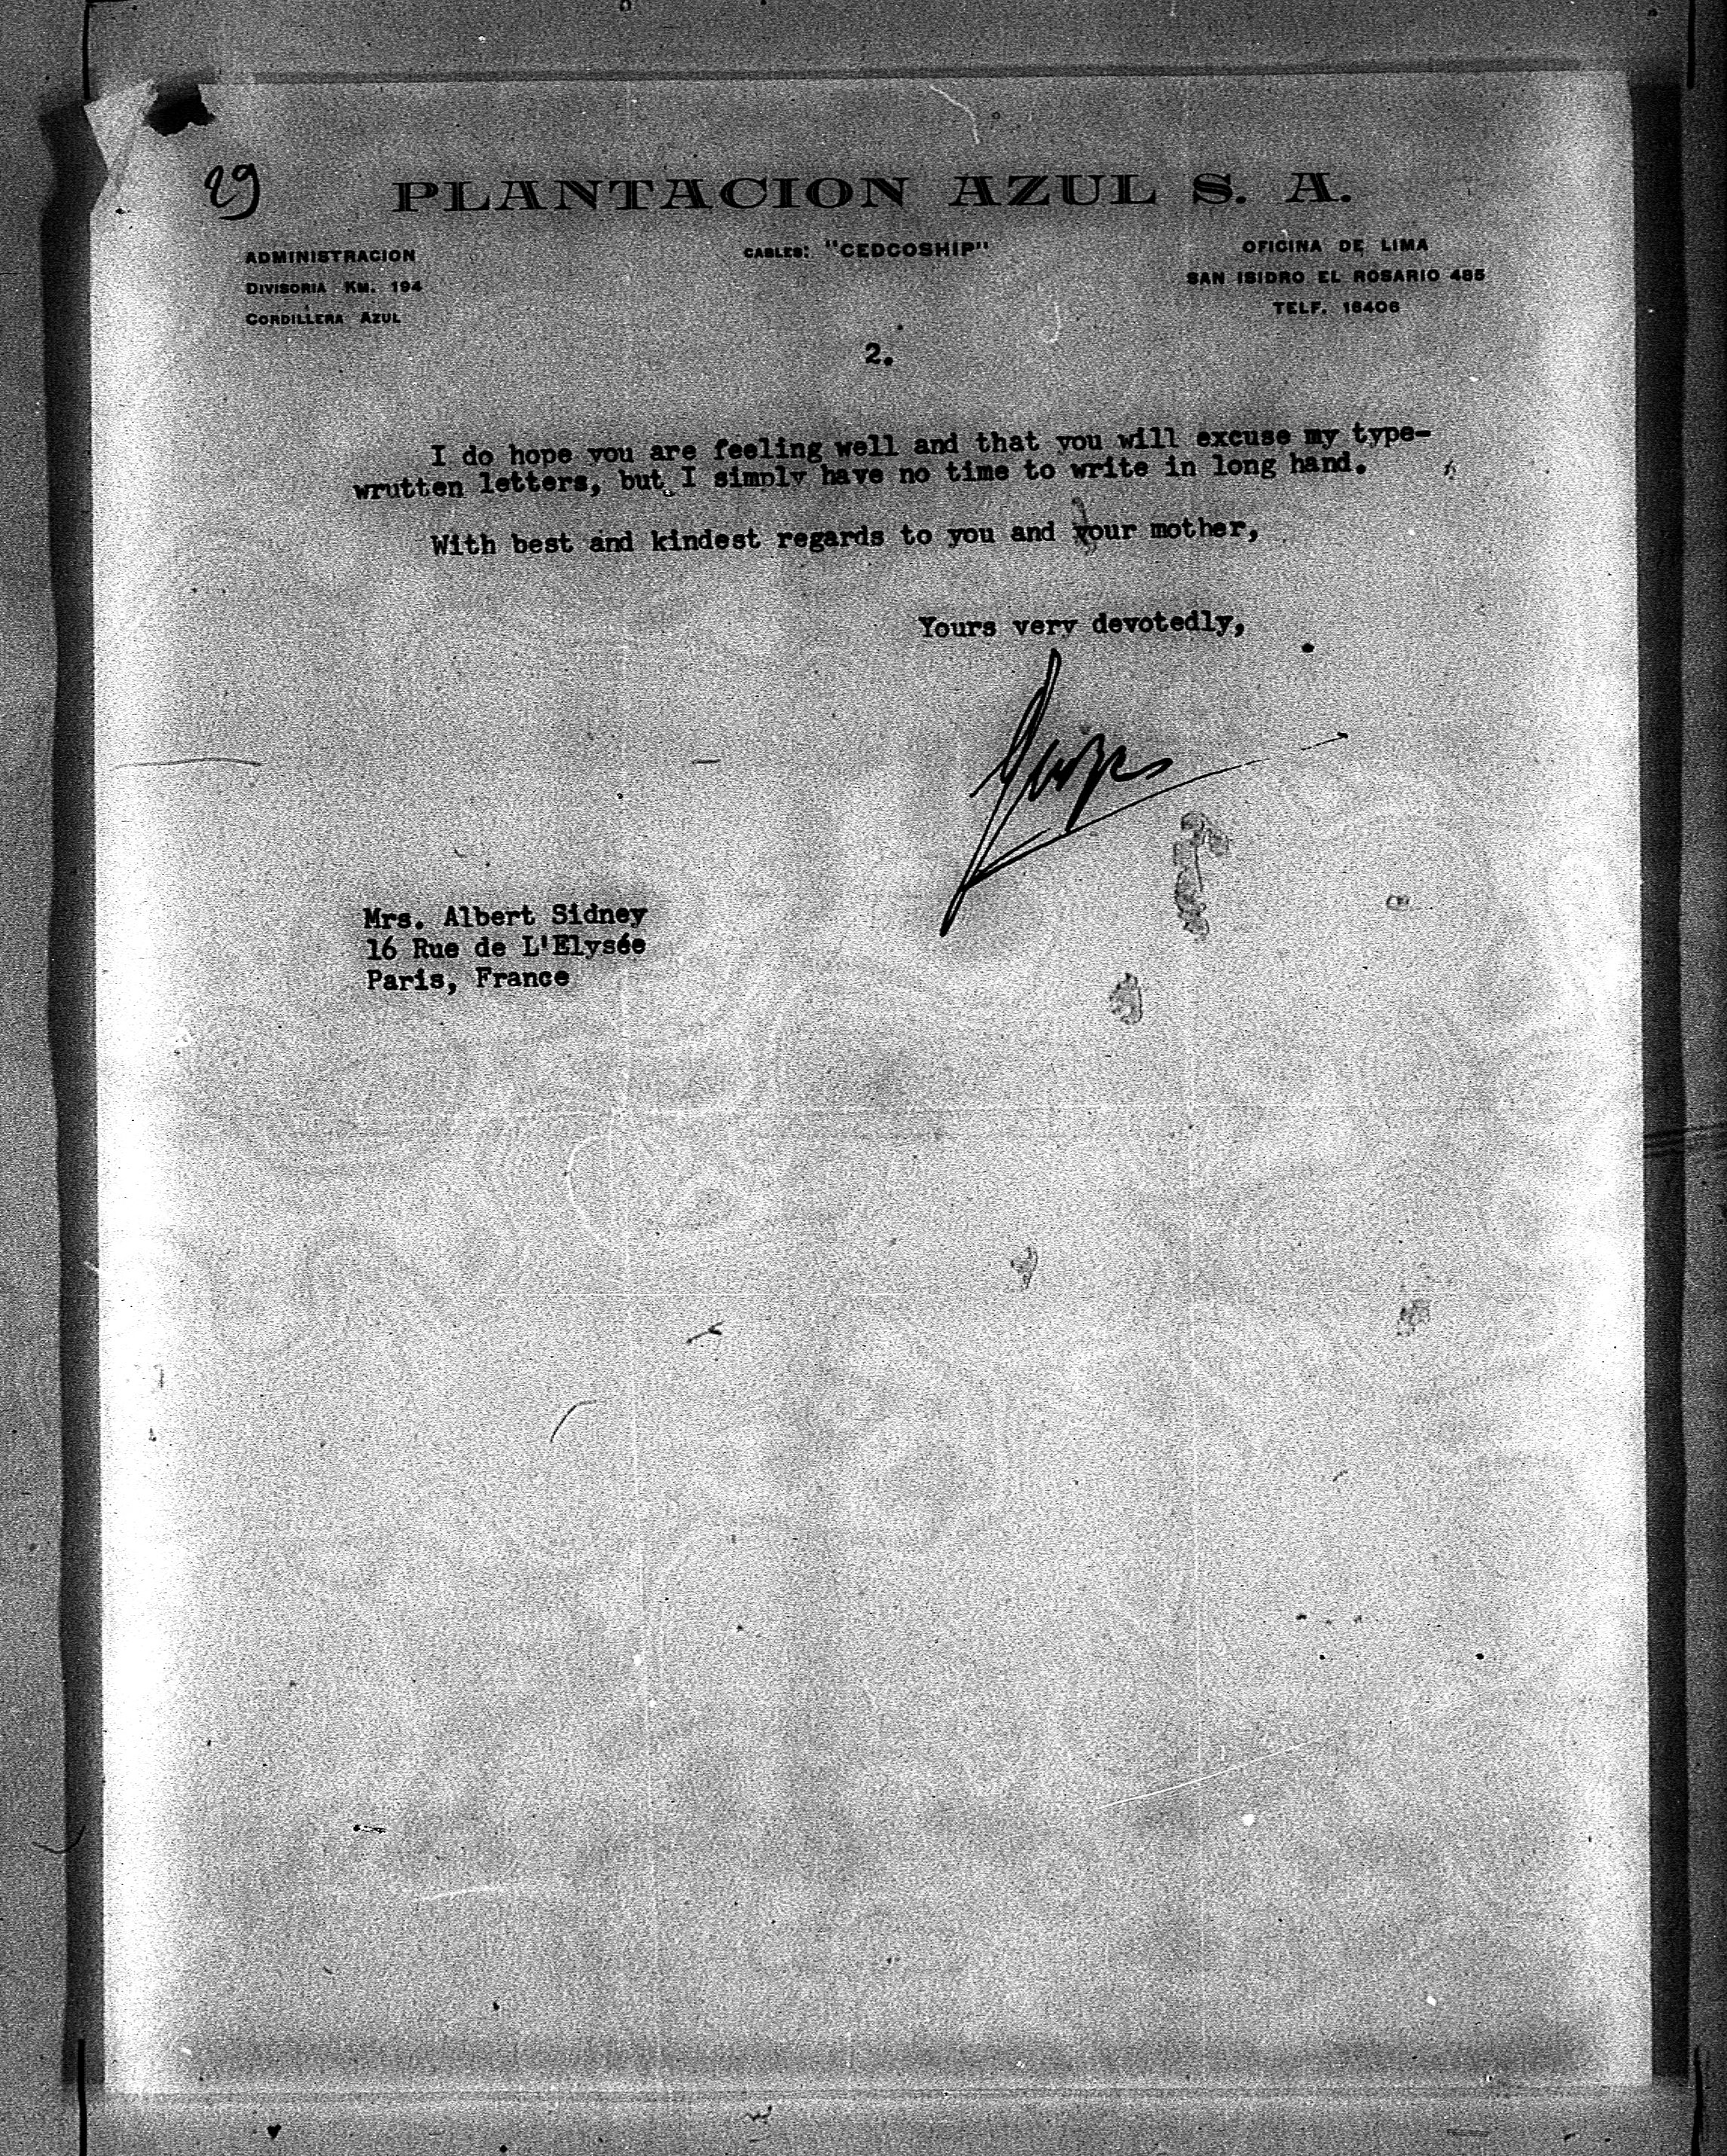 29
PLANTACION AZUL S. A.
ADMINISTRACION
DIVISORIA KM. 194
CORDILLERA AZUL
CABLES: "CEDCOSHIP"
OFICINA DE LIMA
SAN ISIDRO EL ROSARIO 485
TELF. 16406
2.
I do hope you are feeling well and that you will excuse my type-
wrutten letters, but I simply have no time to write in long hand.
With best and kindest regards to you and your mother,
Yours very devotedly,
Mrs. Albert Sidney
16 Rue de L'Elysée
Paris, France